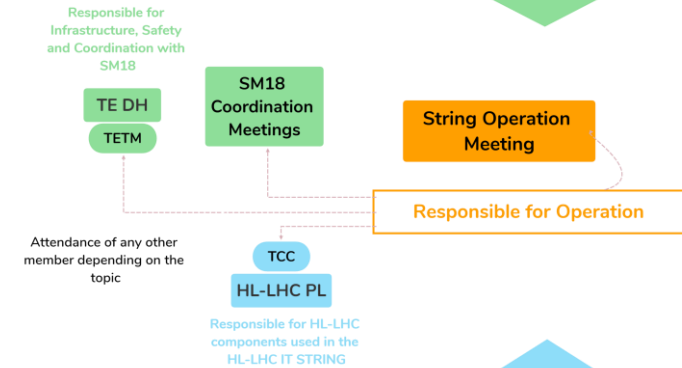 Responsible for
Infrastructure, Safety
and Coordination with
SM18
TE DH
TETM
SM18
Coordination
Meetings
String Operation
Meeting
Responsible for Operation
Attendance of any other
member depending on the
topic
TCC
HL-LHC PL
Responsible for HL-LHC
components used in the
HL-LHC IT STRING